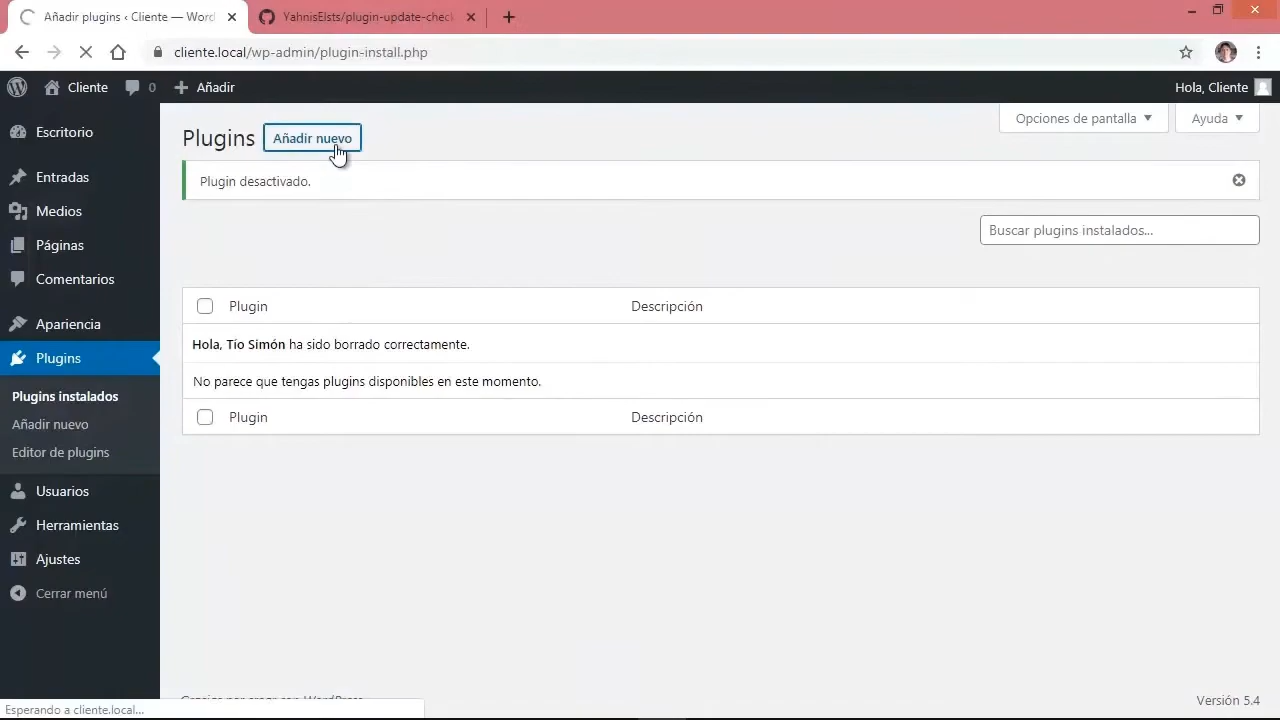 Añadir plugins ‹ Cliente — Word
YahnisElsts/plugin-update-check
cliente.local/wp-admin/plugin-install.php
Cliente
0
Añadir
Hola, Cliente
Escritorio
Entradas
Medios
Páginas
Comentarios
Apariencia
Plugins
Plugins instalados
Añadir nuevo
Editor de plugins
Usuarios
Herramientas
Ajustes
Cerrar menú
Opciones de pantalla
Ayuda
Plugins
Añadir nuevo
Plugin desactivado.
Buscar plugins instalados...
Plugin
Descripción
Hola, Tío Simón ha sido borrado correctamente.
No parece que tengas plugins disponibles en este momento.
Plugin
Descripción
Versión 5.4
Esperando a cliente.local...